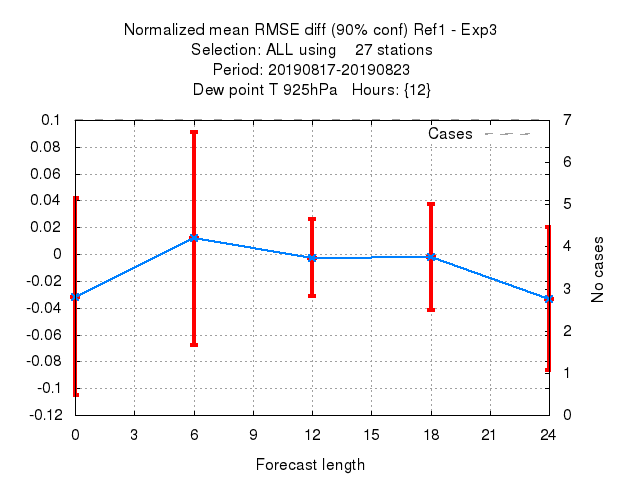 Normalized mean RMSE diff (90% conf) Ref1 - Exp3
Selection: ALL using 27 stations
Period: 20190817-20190823
Dew point T 925hPa Hours: {12}
Cases
0.1
0.08
0.06
0.04
0.02
0
-0.02
-0.04
-0.06
-0.08
-0.1
-0.12
7
6
5
4
3
2
1
0
No cases
0 3 6 9 12 15 18 21 24
Forecast length